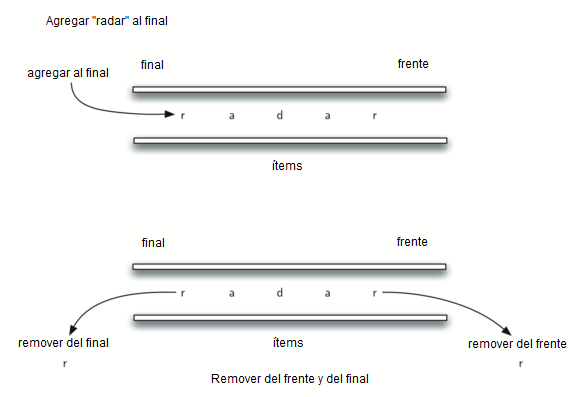 Agregar "radar" al final
final
frente
agregar al final
r a d a r
ítems
final
frente
r a d a r
remover del final
ítems
remover del frente
r
r
Remover del frente y del final